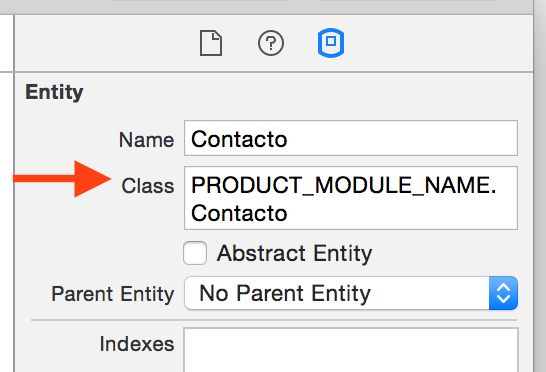 ?
Entity
Name Contacto
Class PRODUCT_MODULE_NAME.
Contacto
Abstract Entity
Parent Entity No Parent Entity
Indexes